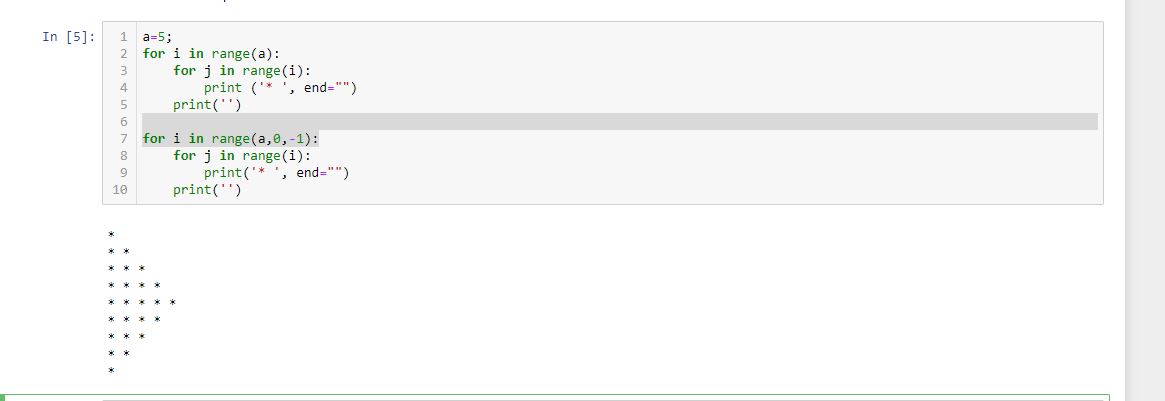 In [5]:
1 a=5;
2 for i in range(a):
3     for j in range(i):
4         print ('* ', end="")
5     print('')
6
7 for i in range(a,0,-1):
8     for j in range(i):
9         print('* ', end="")
10     print('')
*
* *
* * *
* * * *
* * * * *
* * * *
* * *
* *
*